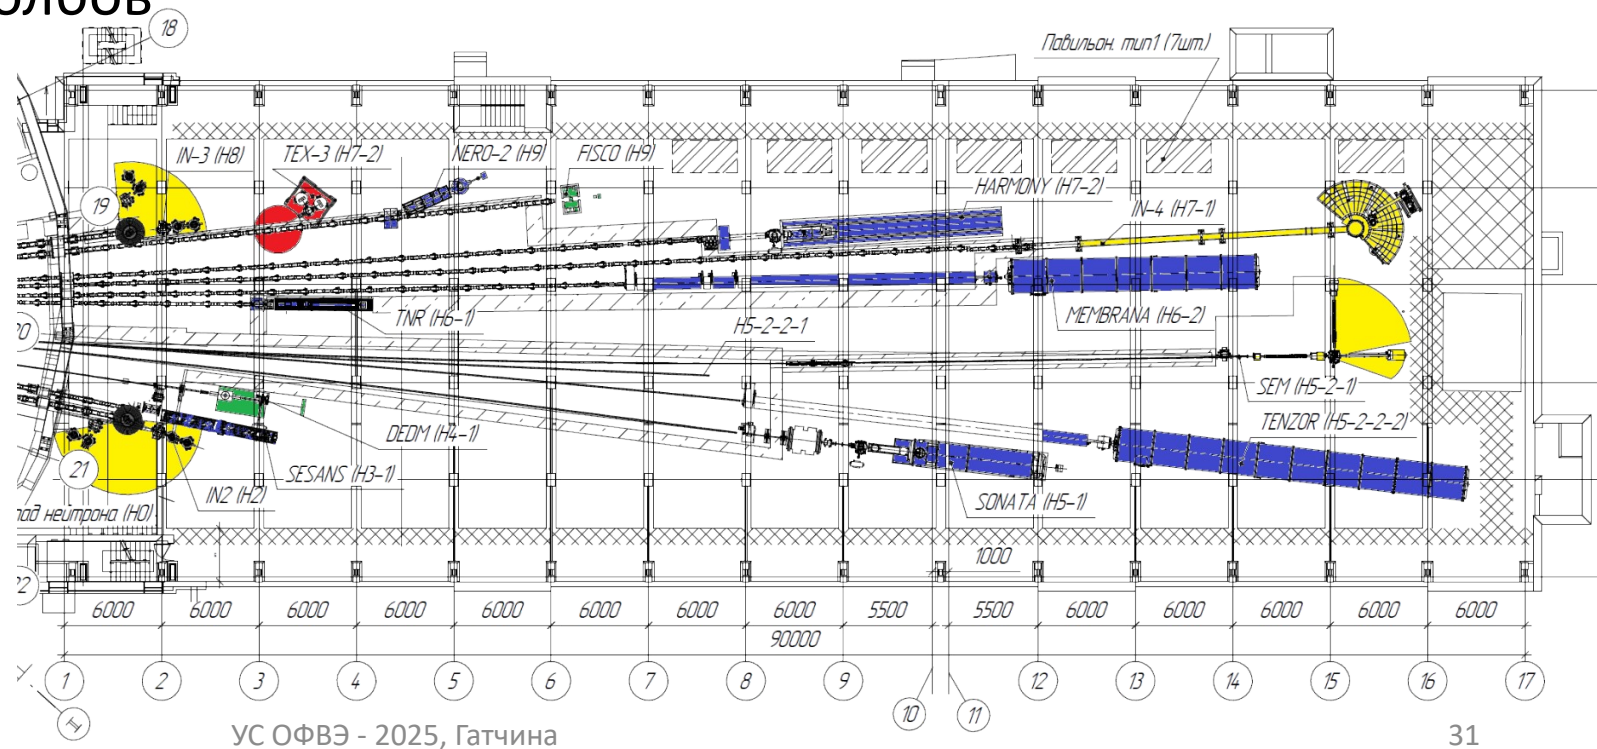 18
Павильон. тип1 (7шт.)
IN-3 (H8)
TEX-3 (H7-2)
NERO-2 (H9)
FISCO (H9)
HARMONY (H7-2)
19
IN-4 (H7-1)
TNR (H6-1)
H5-2-2-1
MEMBRANA (H6-2)
20
SEM (H5-2-1)
DEDM (H4-1)
TENZOR (H5-2-2-2)
21
SESANS (H3-1)
IN2 (H2)
SONATA (H5-1)
нейтрона (H0)
1000
22
6000 6000 6000 6000 6000 6000 6000 6000 5500 5500 6000 6000 6000 6000 6000
90000
1 2 3 4 5 6 7 8 9 12 13 14 15 16 17
10 11
УС ОФВЭ - 2025, Гатчина
31